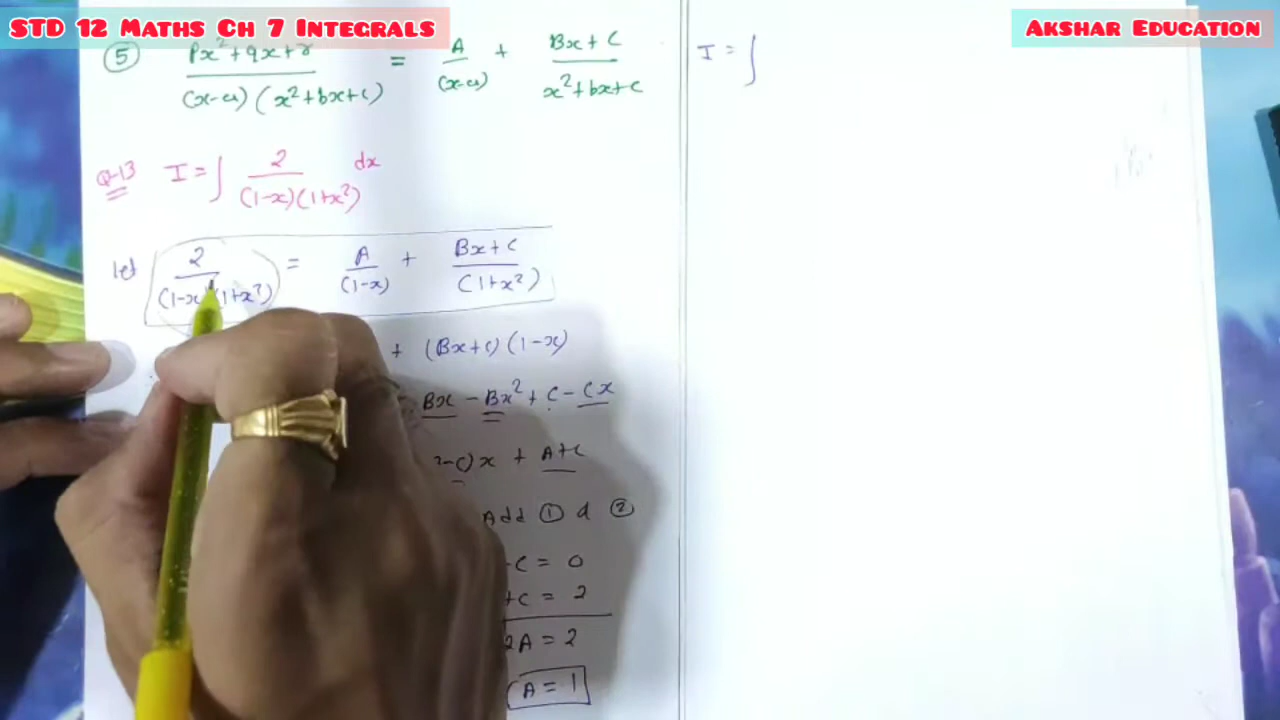 STD 12 Maths Ch 7 Integrals
Akshar Education
⑤ px²+qx+r / (x-a)(x²+bx+c) = A / (x-a) + Bx+C / x²+bx+c
Q-13 I = ∫ 2 / (1-x)(1+x²) dx
let 2 / (1-x)(1+x²) = A / (1-x) + Bx+C / (1+x²)
+ (Bx+C)(1-x)
Bx - Bx² + C - Cx
-C)x + A+C
Add ① & ②
-C = 0
+C = 2
2A = 2
A = 1
I = ∫